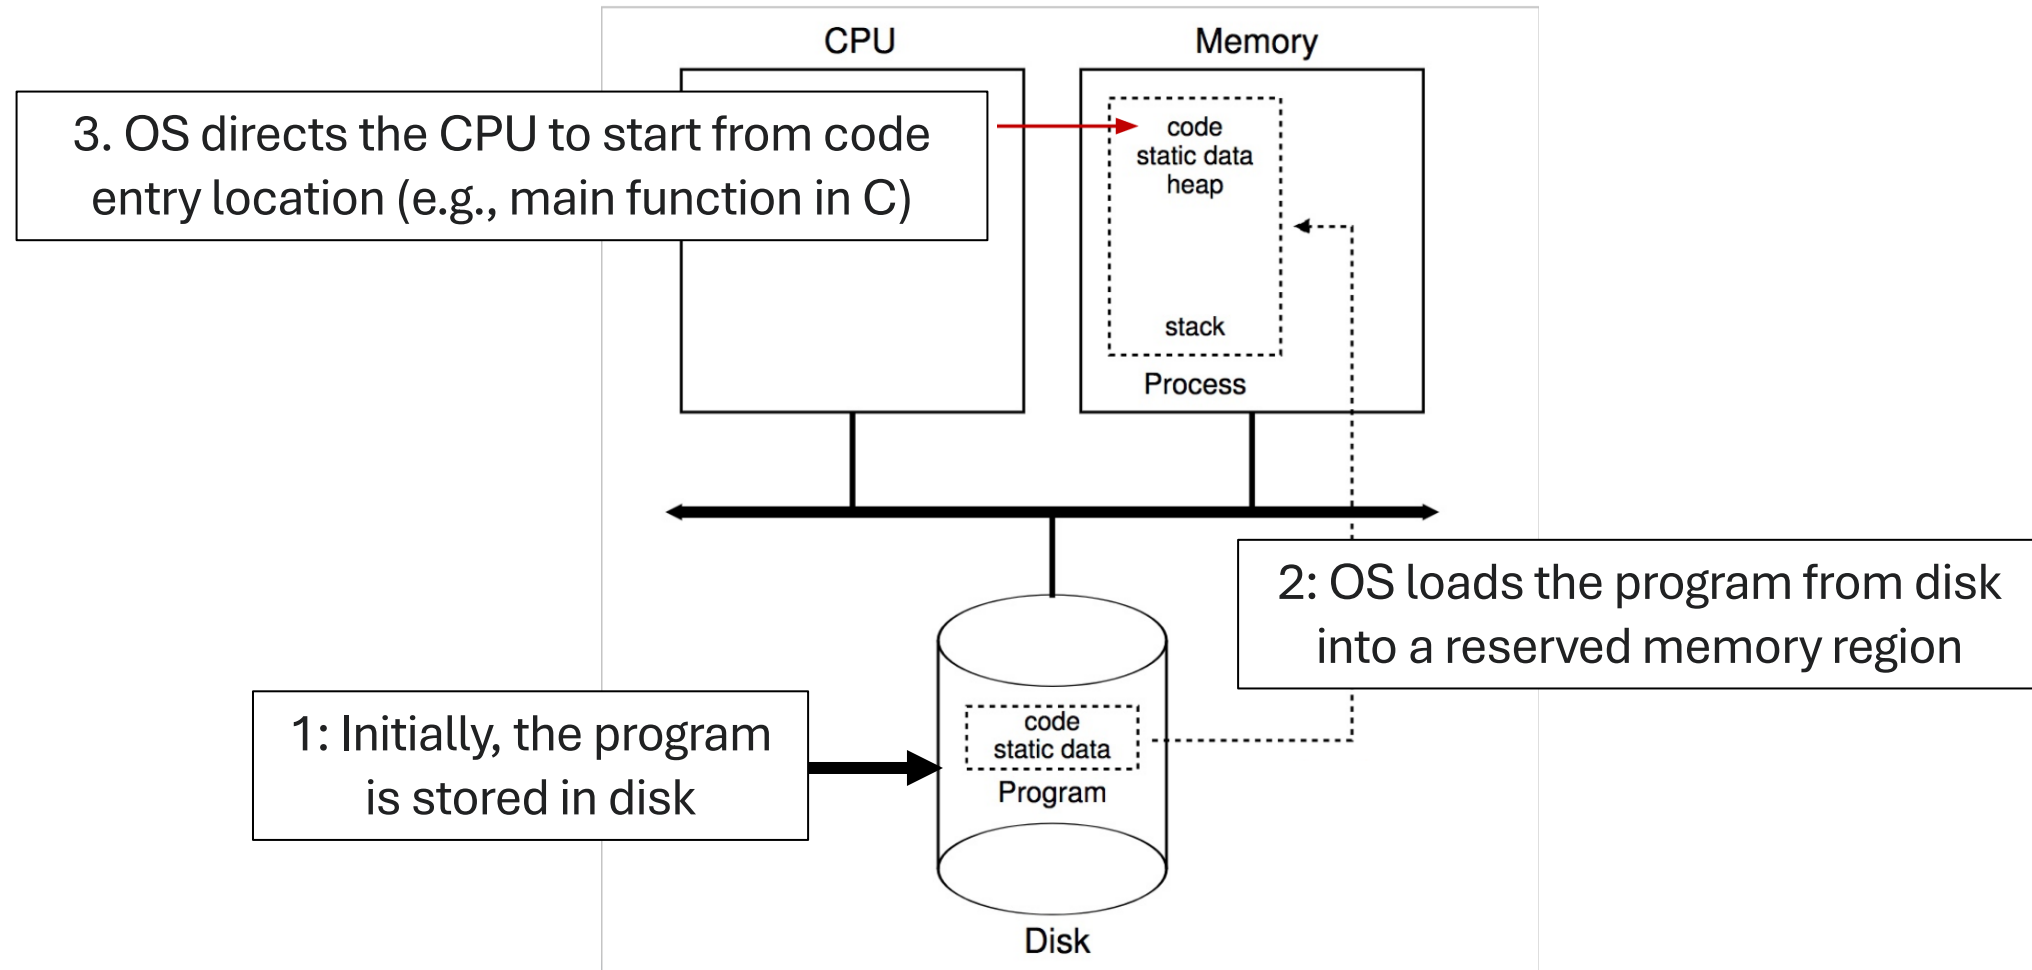 CPU
Memory
3. OS directs the CPU to start from code
entry location (e.g., main function in C)
code
static data
heap
stack
Process
2: OS loads the program from disk
into a reserved memory region
1: Initially, the program
is stored in disk
code
static data
Program
Disk